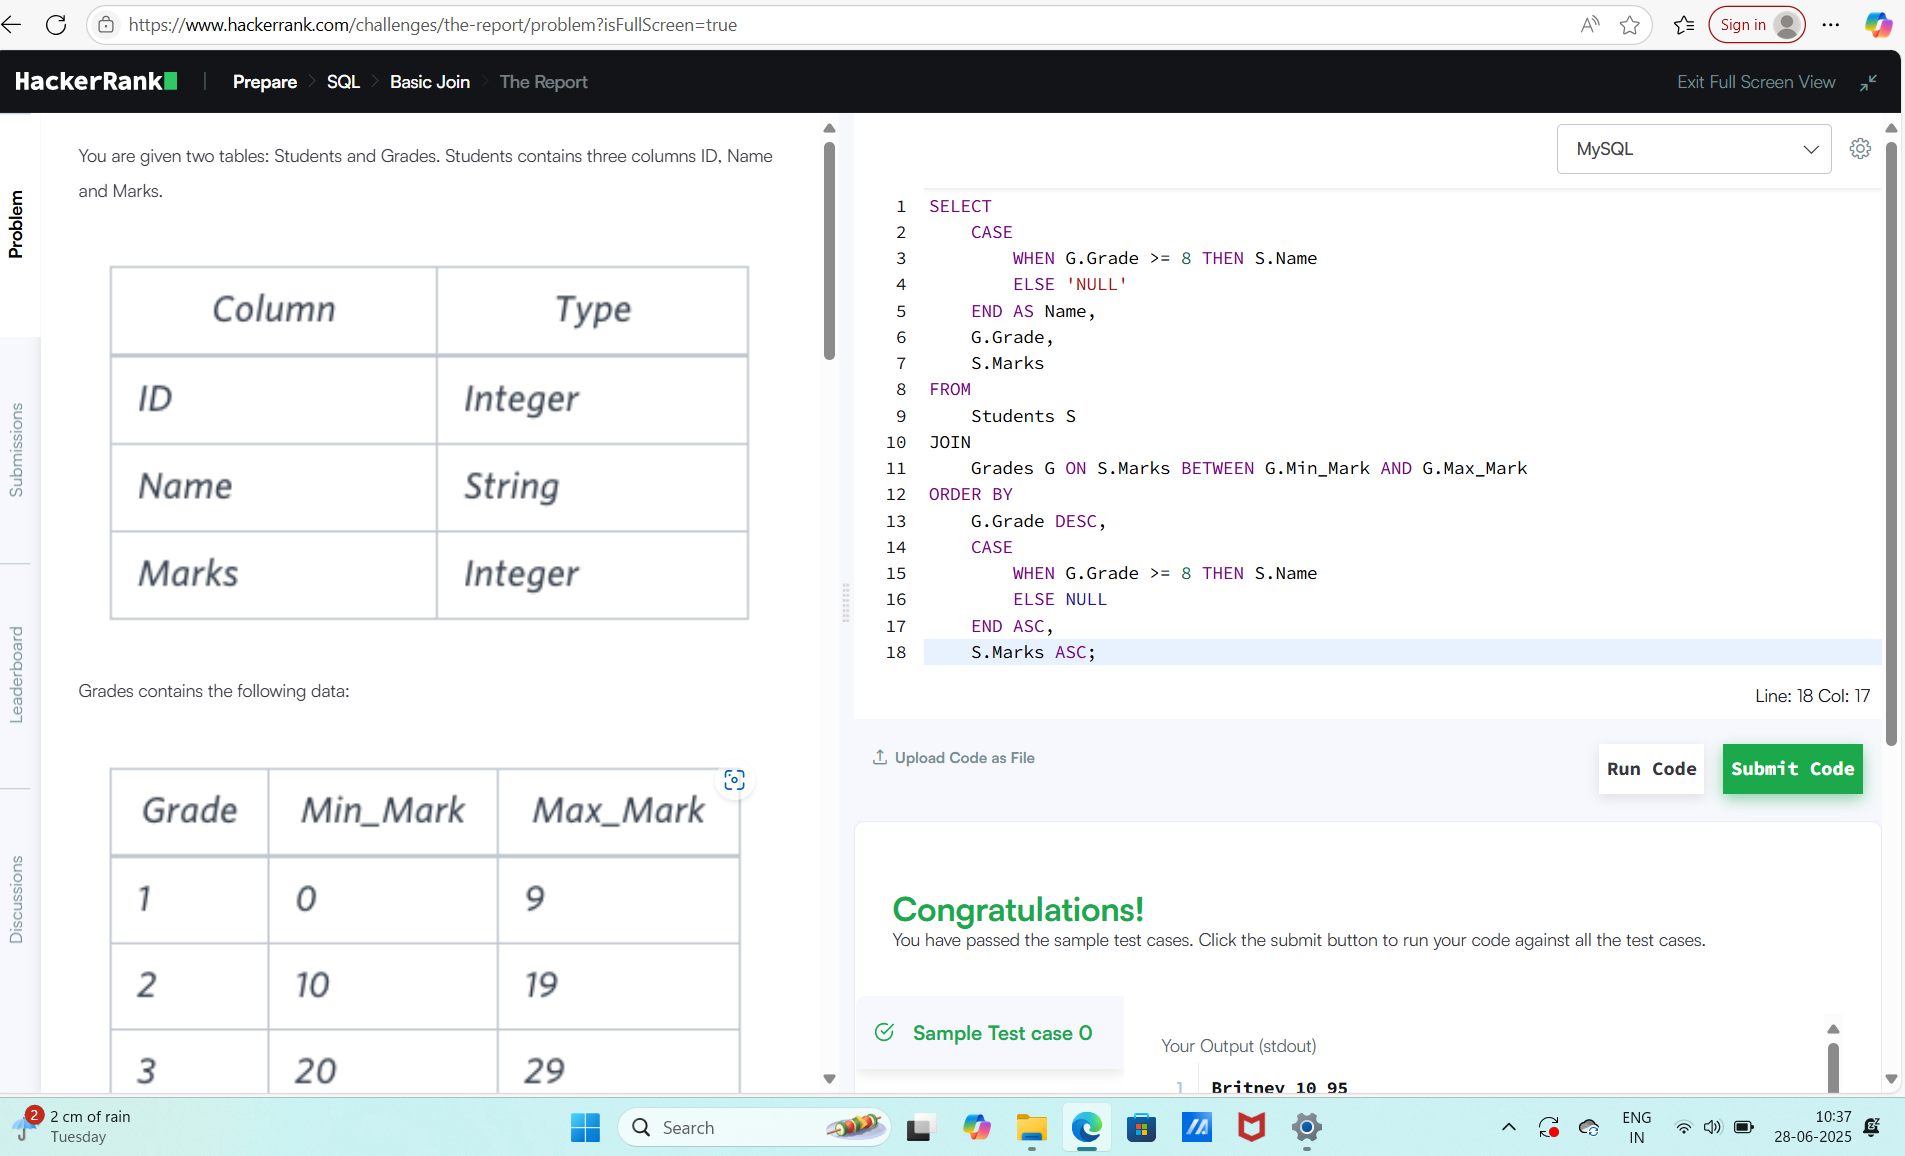 https://www.hackerrank.com/challenges/the-report/problem?isFullScreen=true
Sign in
HackerRank
Prepare
SQL
Basic Join
The Report
Exit Full Screen View
Problem
Submissions
Leaderboard
Discussions
You are given two tables: Students and Grades. Students contains three columns ID, Name
and Marks.
Column Type
ID Integer
Name String
Marks Integer
Grades contains the following data:
Grade Min_Mark Max_Mark
1 0 9
2 10 19
3 20 29
MySQL
1 SELECT
2 CASE
3 WHEN G.Grade >= 8 THEN S.Name
4 ELSE 'NULL'
5 END AS Name,
6 G.Grade,
7 S.Marks
8 FROM
9 Students S
10 JOIN
11 Grades G ON S.Marks BETWEEN G.Min_Mark AND G.Max_Mark
12 ORDER BY
13 G.Grade DESC,
14 CASE
15 WHEN G.Grade >= 8 THEN S.Name
16 ELSE NULL
17 END ASC,
18 S.Marks ASC;
Line: 18 Col: 17
Upload Code as File
Run Code
Submit Code
Congratulations!
You have passed the sample test cases. Click the submit button to run your code against all the test cases.
Sample Test case 0
Your Output (stdout)
1 Britney 10 95
2
2 cm of rain
Tuesday
Search
ENG
IN
10:37
28-06-2025